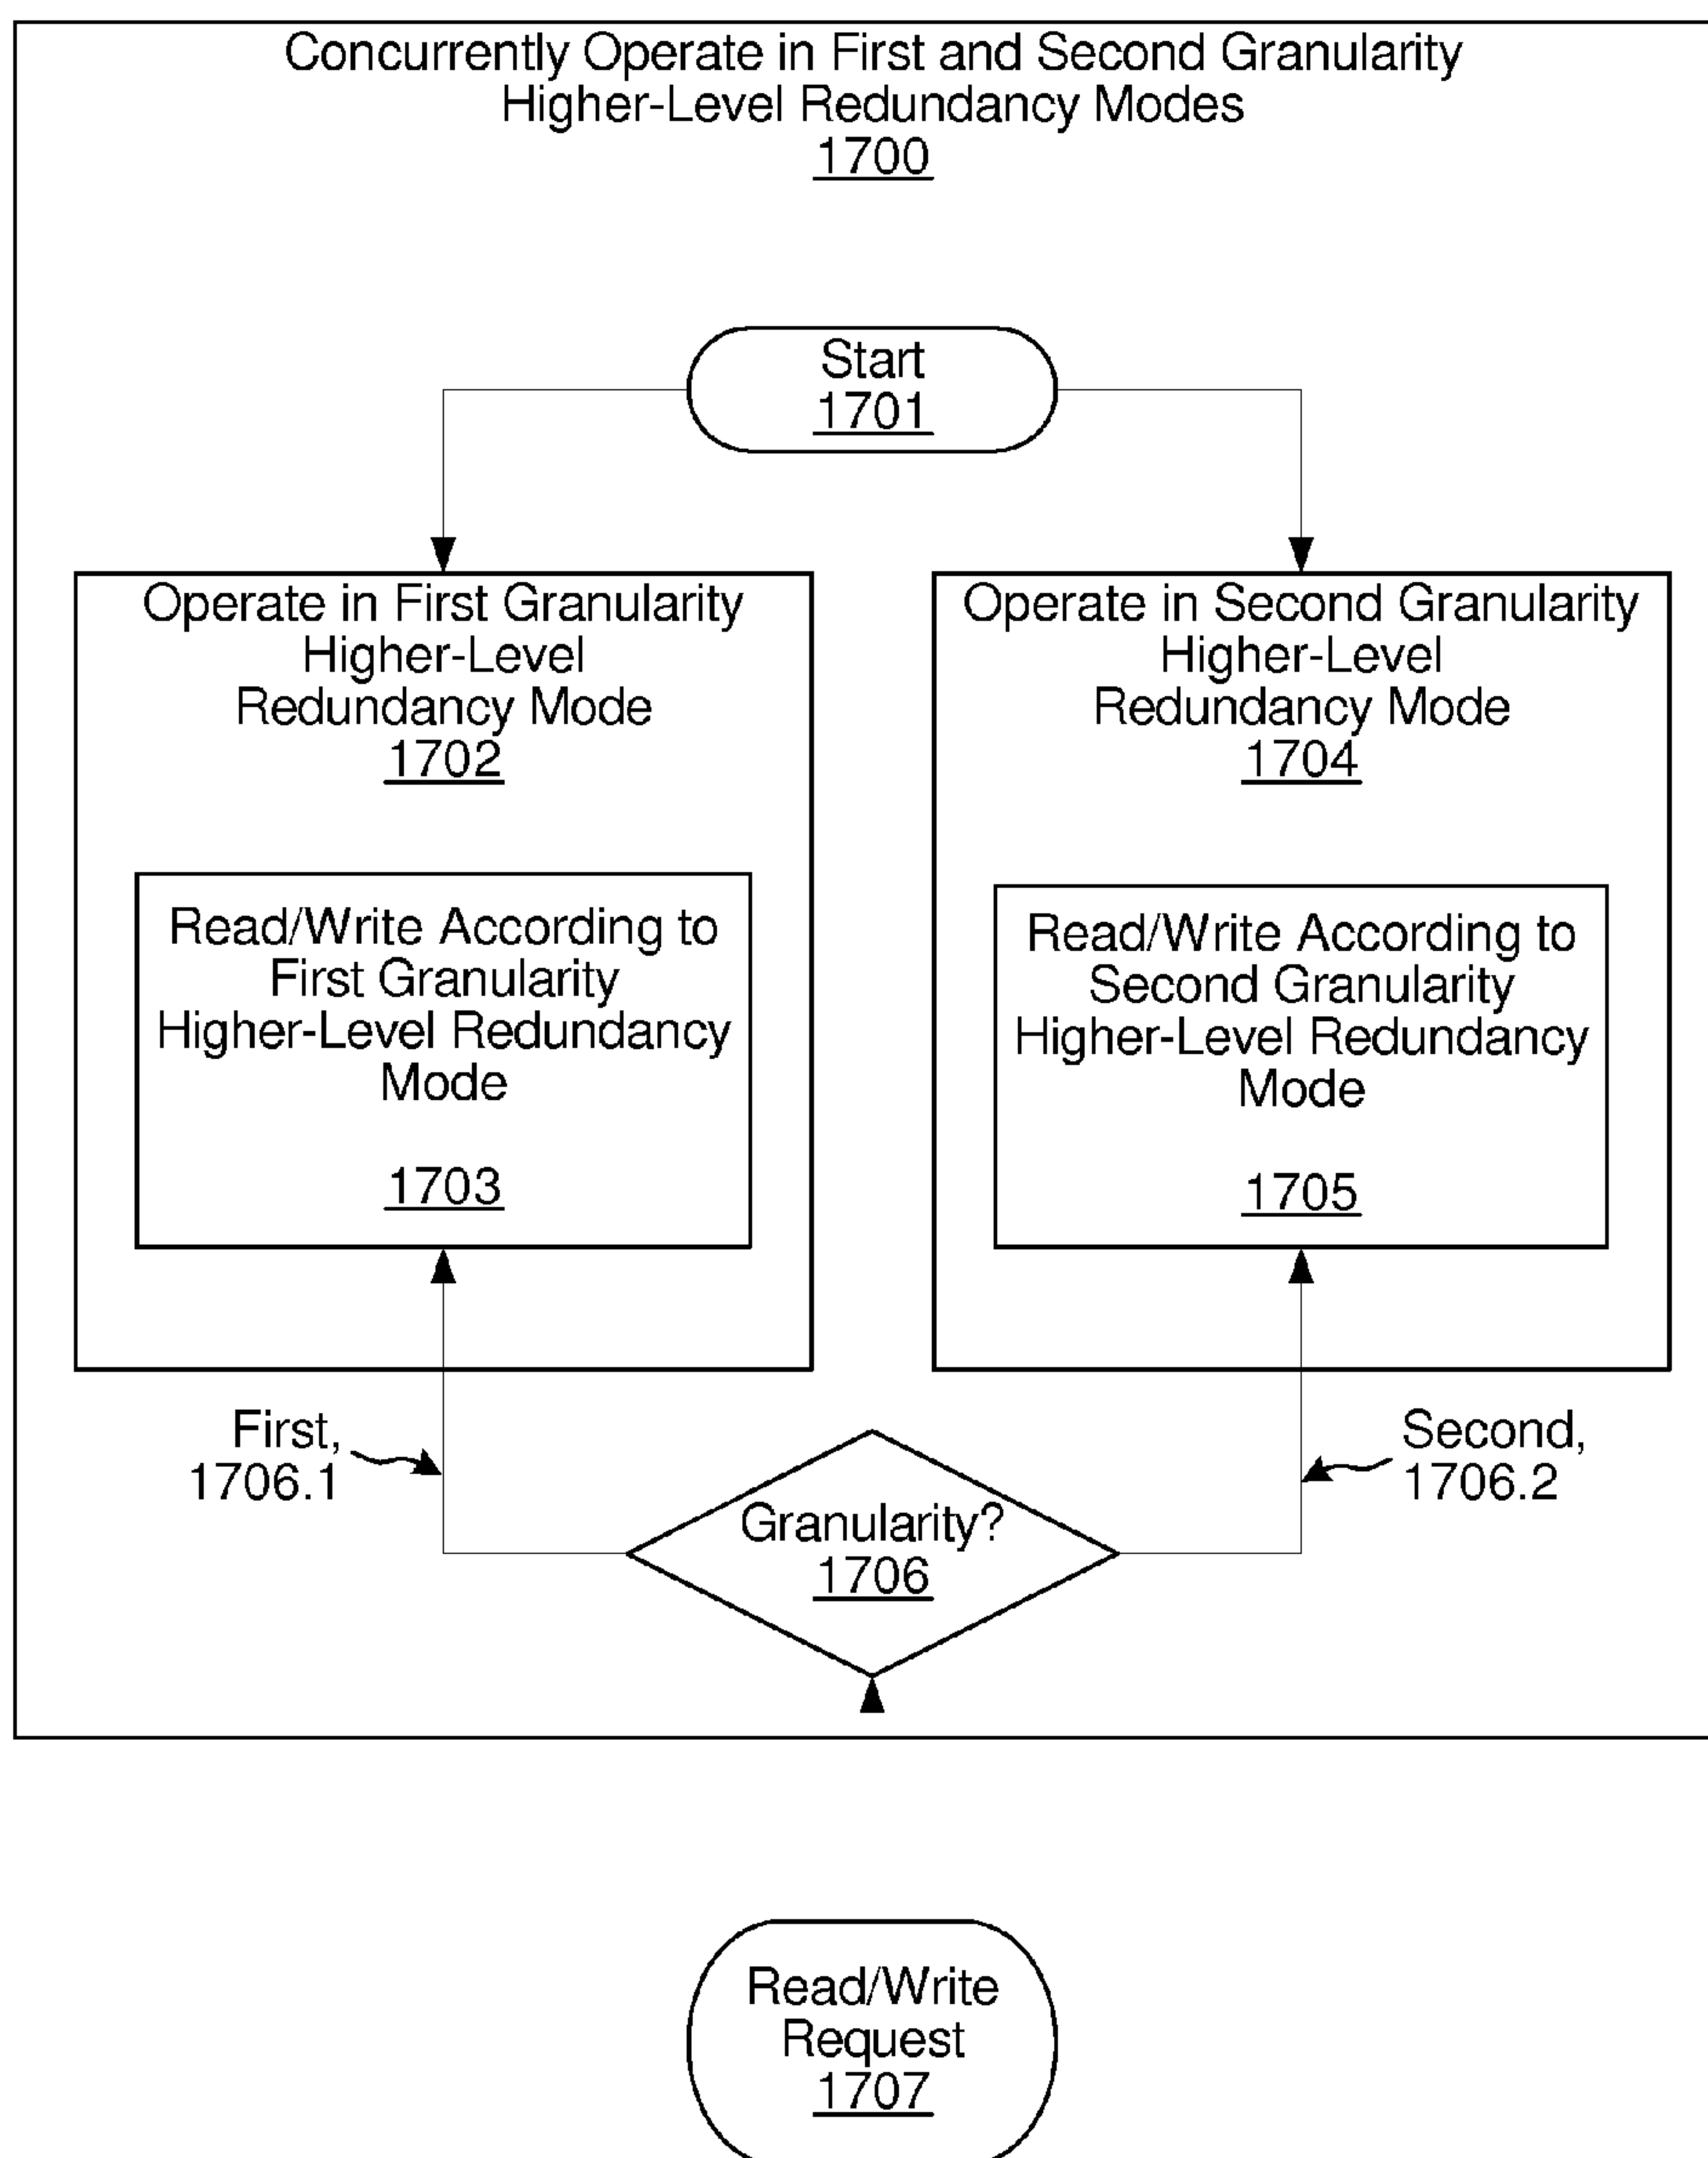 Concurrently Operate in First and Second Granularity
Higher-Level Redundancy Modes
1700
Start
1701
Operate in First Granularity
Higher-Level
Redundancy Mode
1702
Operate in Second Granularity
Higher-Level
Redundancy Mode
1704
Read/Write According to
First Granularity
Higher-Level Redundancy
Mode
1703
Read/Write According to
Second Granularity
Higher-Level Redundancy
Mode
1705
First,
1706.1
Second,
1706.2
Granularity?
1706
Read/Write
Request
1707